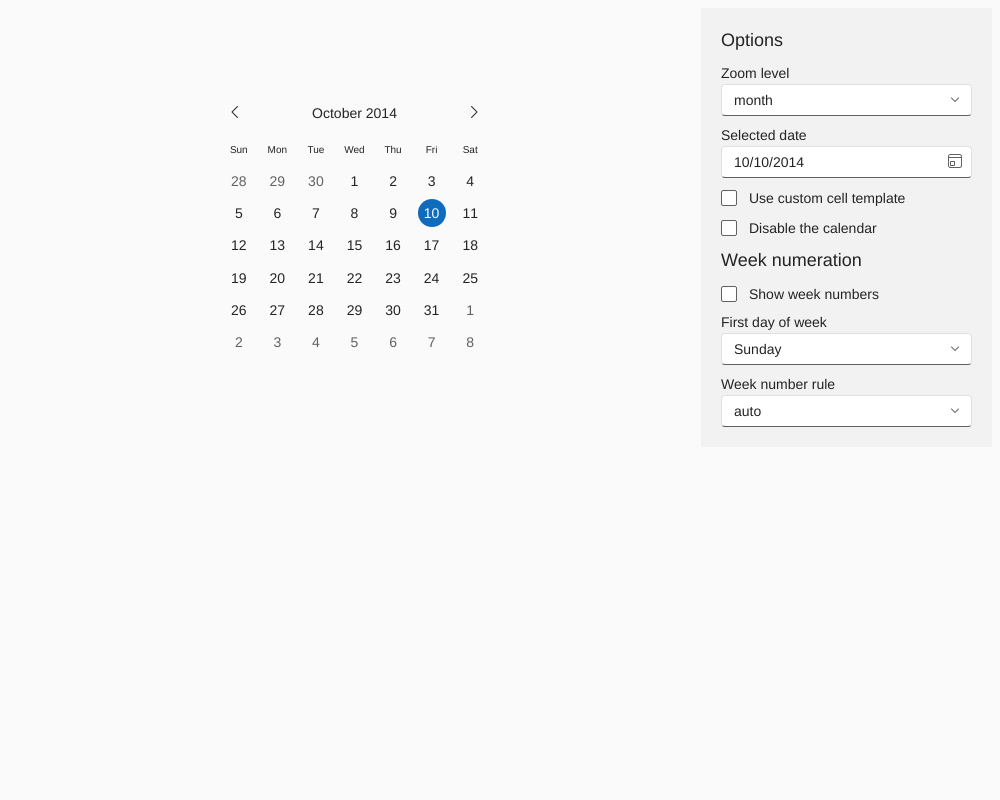 October 2014
Sun Mon Tue Wed Thu Fri Sat
28 29 30 1 2 3 4
5 6 7 8 9 10 11
12 13 14 15 16 17 18
19 20 21 22 23 24 25
26 27 28 29 30 31 1
2 3 4 5 6 7 8
Options
Zoom level
month
Selected date
10/10/2014
Use custom cell template
Disable the calendar
Week numeration
Show week numbers
First day of week
Sunday
Week number rule
auto